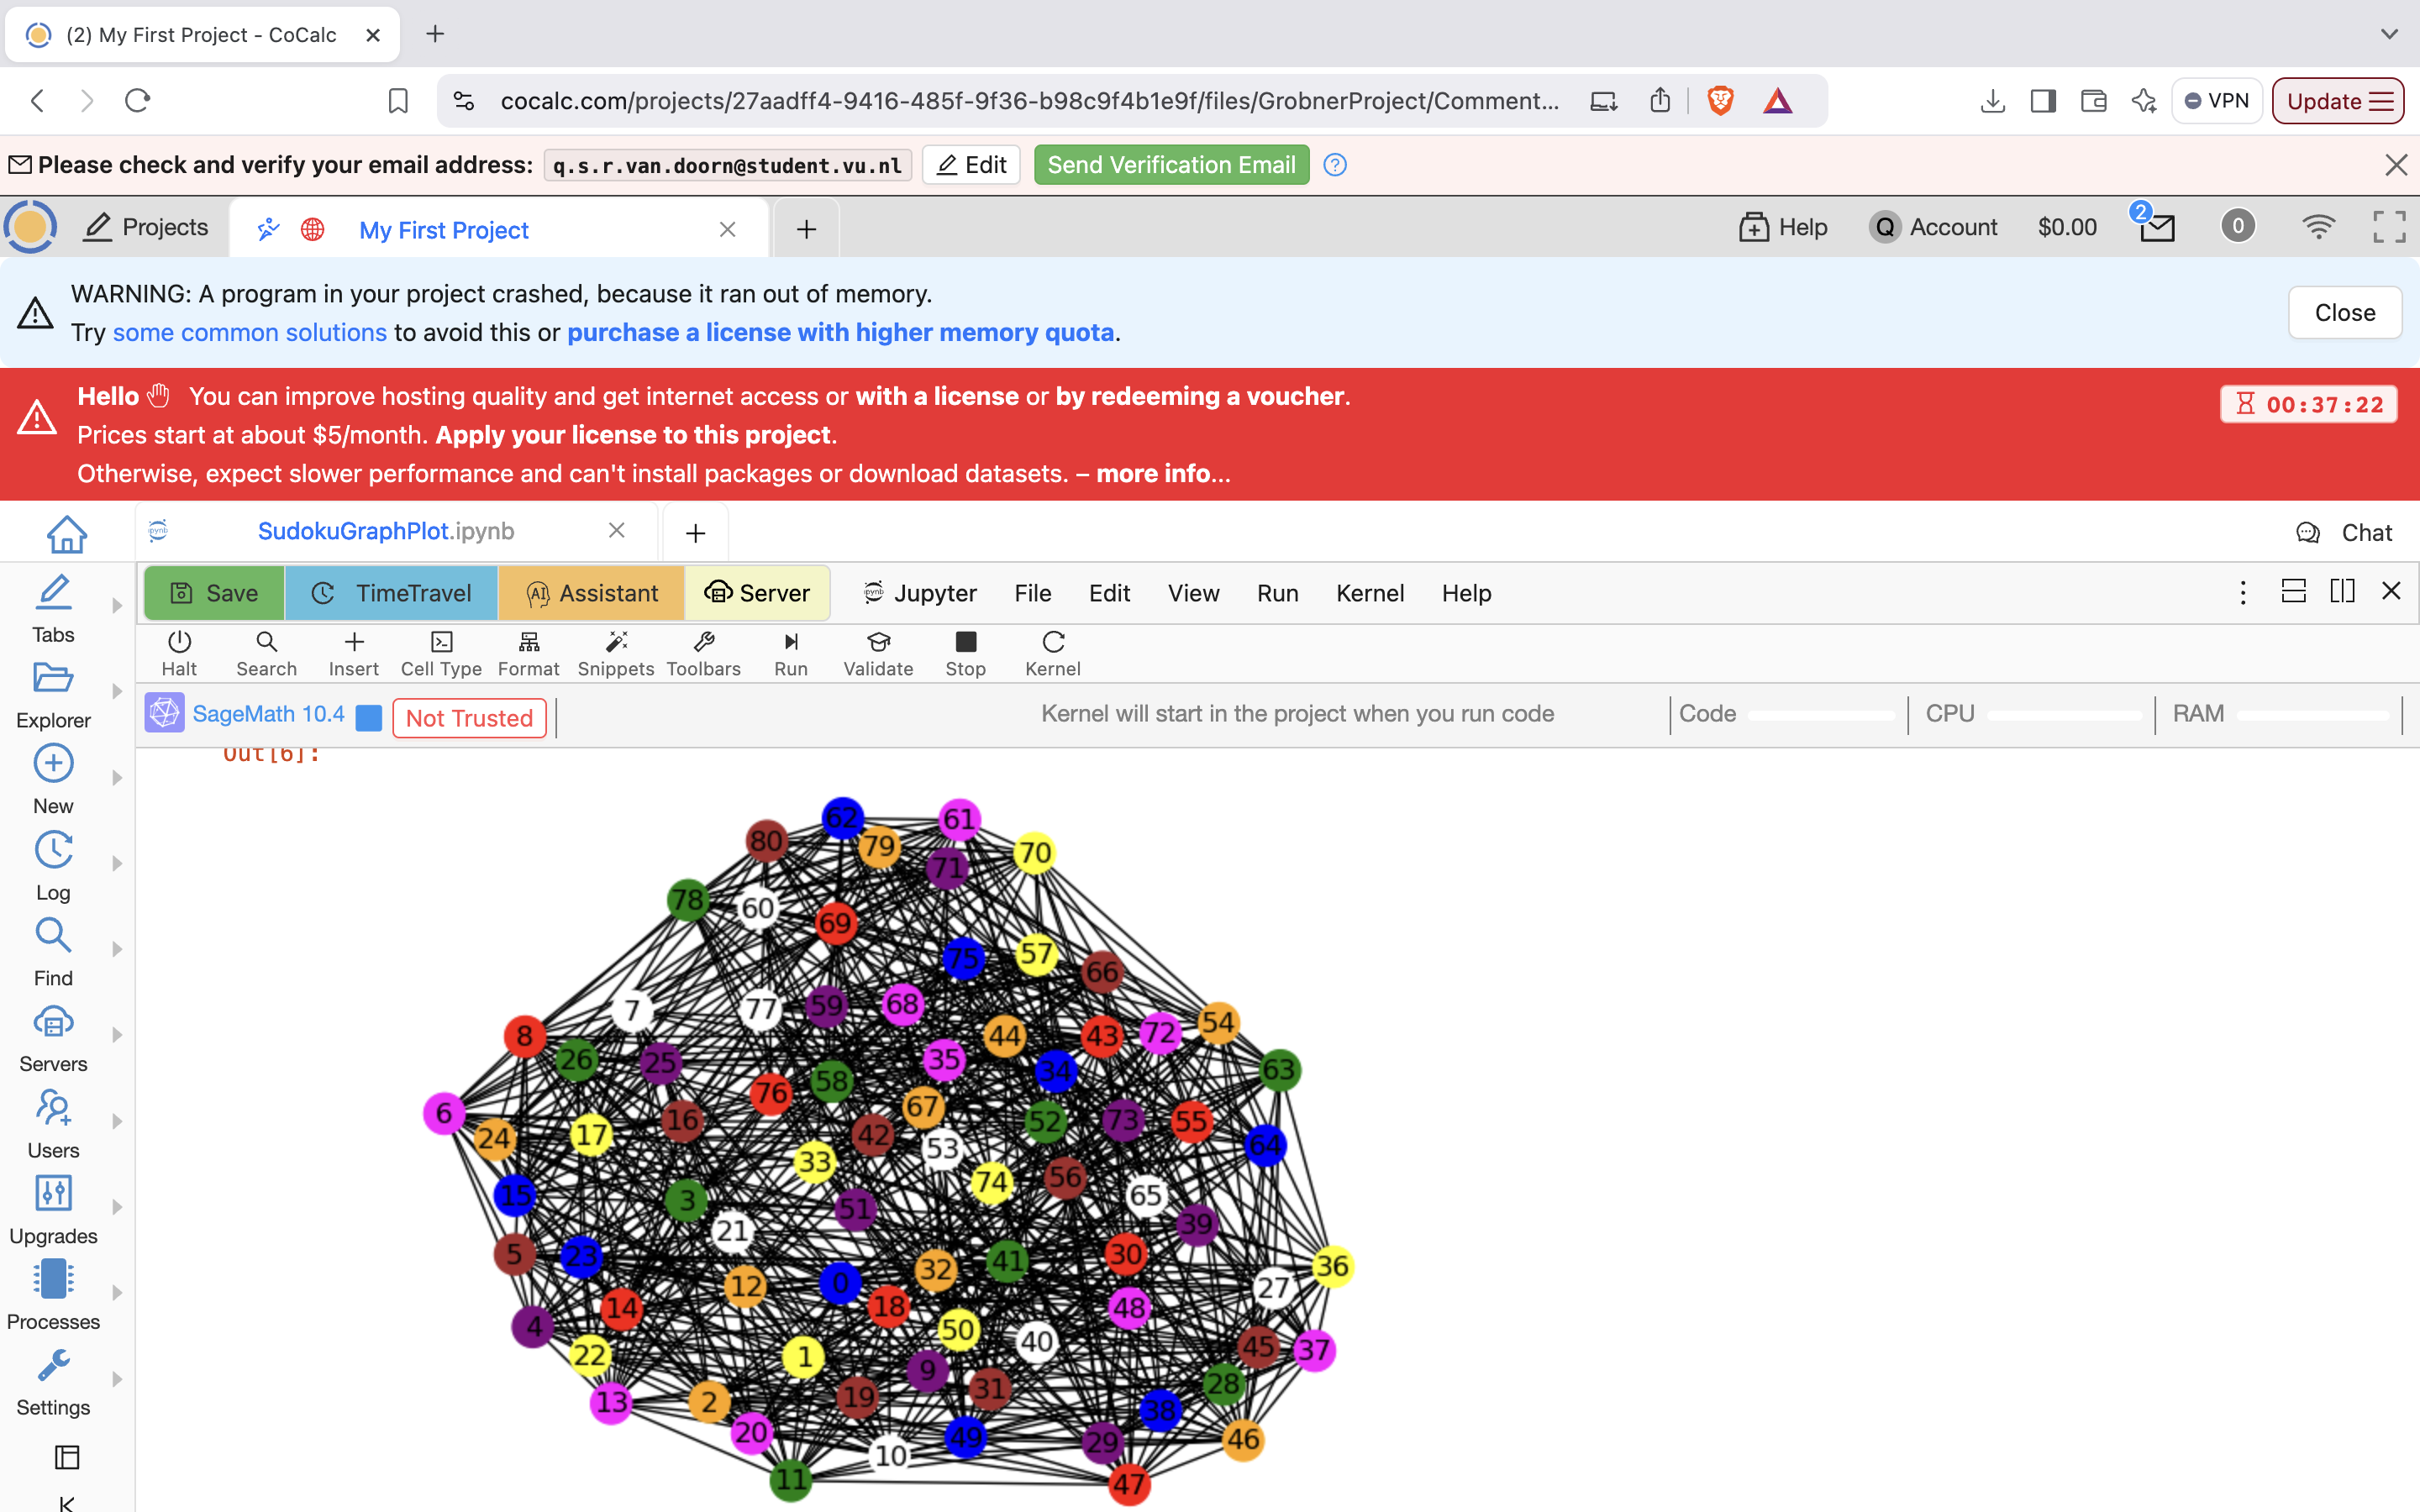 (2) My First Project - CoCalc
cocalc.com/projects/27aadff4-9416-485f-9f36-b98c9f4b1e9f/files/GrobnerProject/Comment...
VPN
Update
Please check and verify your email address: q.s.r.van.doorn@student.vu.nl Edit Send Verification Email
Projects My First Project Help Q Account $0.00 2 0
WARNING: A program in your project crashed, because it ran out of memory.
Try some common solutions to avoid this or purchase a license with higher memory quota.
Close
Hello You can improve hosting quality and get internet access or with a license or by redeeming a voucher.
Prices start at about $5/month. Apply your license to this project.
Otherwise, expect slower performance and can't install packages or download datasets. – more info...
00:37:22
SudokuGraphPlot.ipynb
Chat
Save TimeTravel Assistant Server Jupyter File Edit View Run Kernel Help
Halt Search Insert Cell Type Format Snippets Toolbars Run Validate Stop Kernel
SageMath 10.4 Not Trusted Kernel will start in the project when you run code Code CPU RAM
Tabs
Explorer
New
Log
Find
Servers
Users
Upgrades
Processes
Settings
Out[6]:
62 61
80 79 70
71
78 60 69
75 57 66
7 77 59 68 54
8 44 43 72
26 25 35 34 63
58
76 67
6 16 42 52 73 55
24 17 53 64
33 74 56
15 3 51 65
21 39
5 23 32 41 30 36
12 0 27
14 18 48
4 50 40
22 1 45 37
9 28
13 2 19 31 38
20 49 29 46
10
11 47